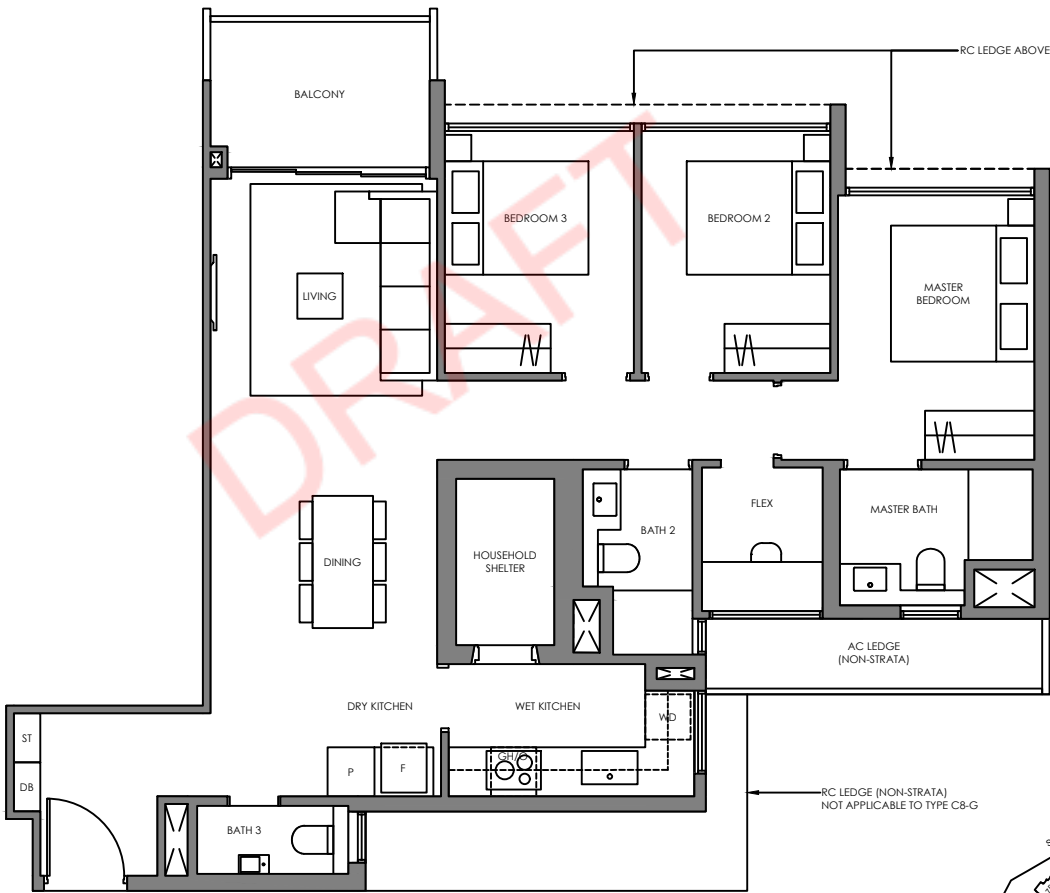 RC LEDGE ABOVE
BALCONY
BEDROOM 3
BEDROOM 2
MASTER
BEDROOM
LIVING
DRAFT
DINING
HOUSEHOLD
SHELTER
BATH 2
FLEX
MASTER BATH
AC LEDGE
(NON-STRATA)
DRY KITCHEN
WET KITCHEN
WD
ST
DB
P
F
GH/G
RC LEDGE (NON-STRATA)
NOT APPLICABLE TO TYPE C8-G
BATH 3